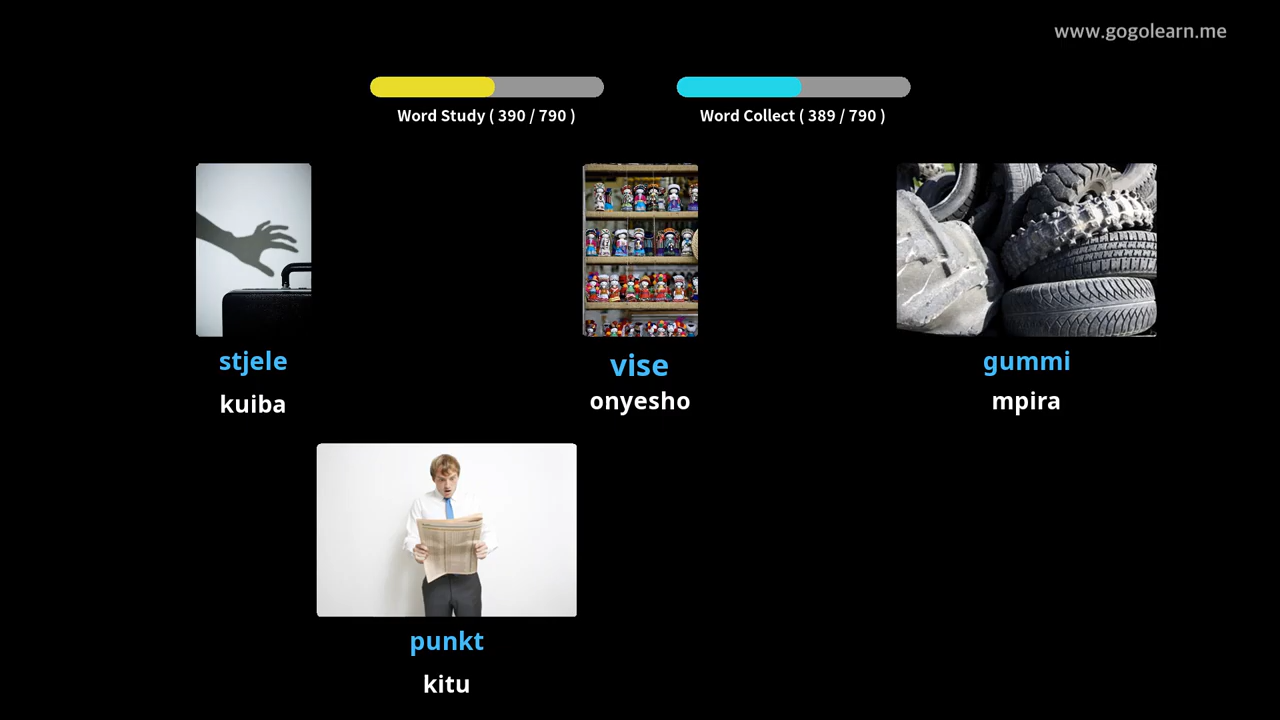 www.gogolearn.me
Word Study ( 390 / 790 )
Word Collect ( 389 / 790 )
stjele
vise
gummi
kuiba
onyesho
mpira
punkt
kitu